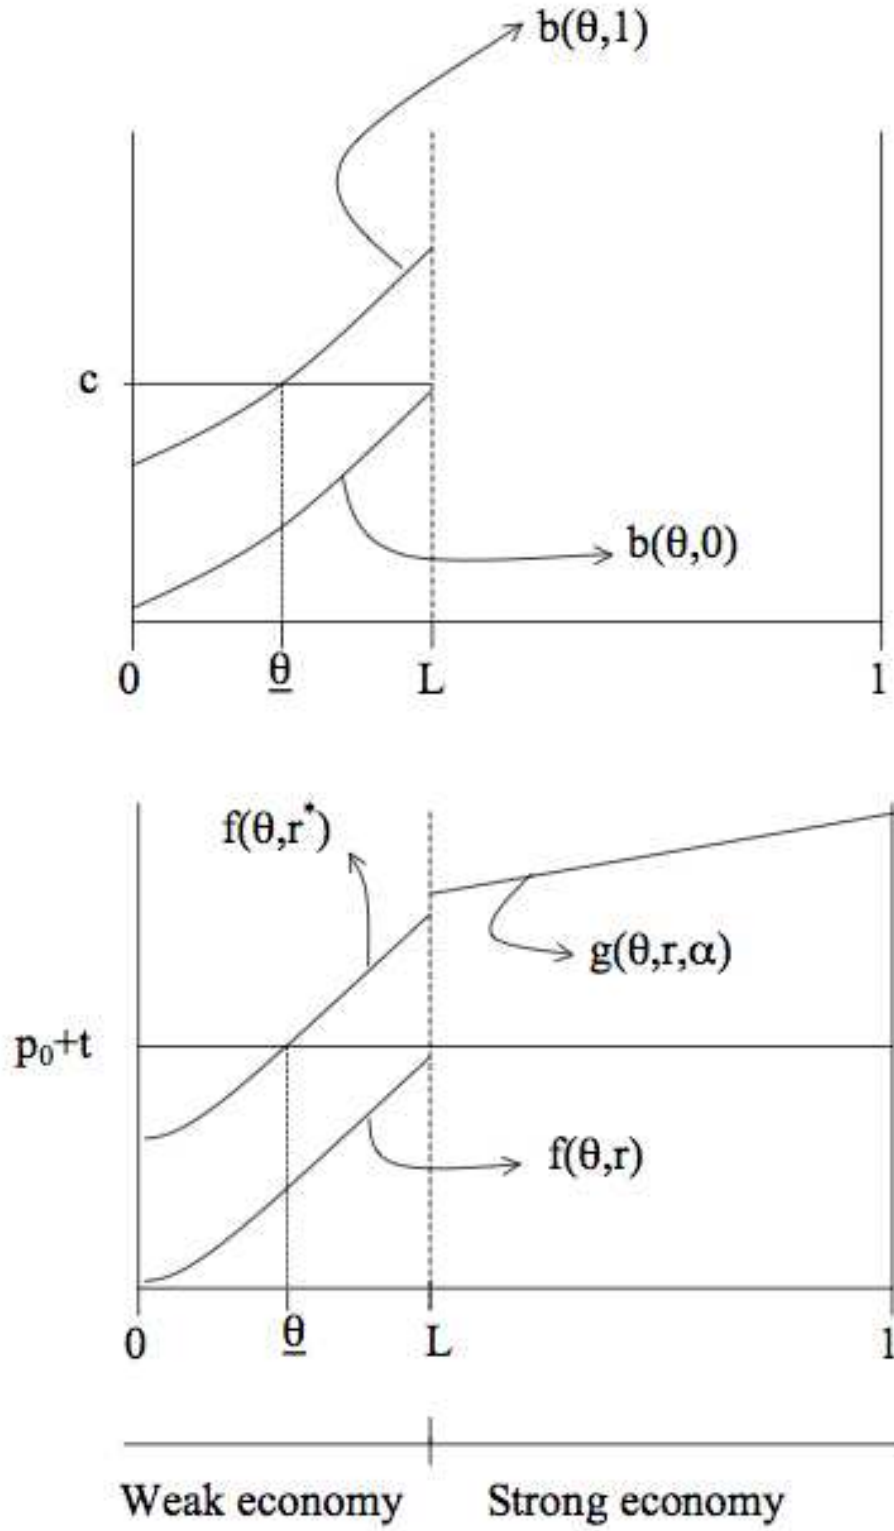 b(θ,1)
c
b(θ,0)
0 θ L 1
f(θ,r*)
g(θ,r,α)
p₀+t
f(θ,r)
0 θ L 1
Weak economy Strong economy